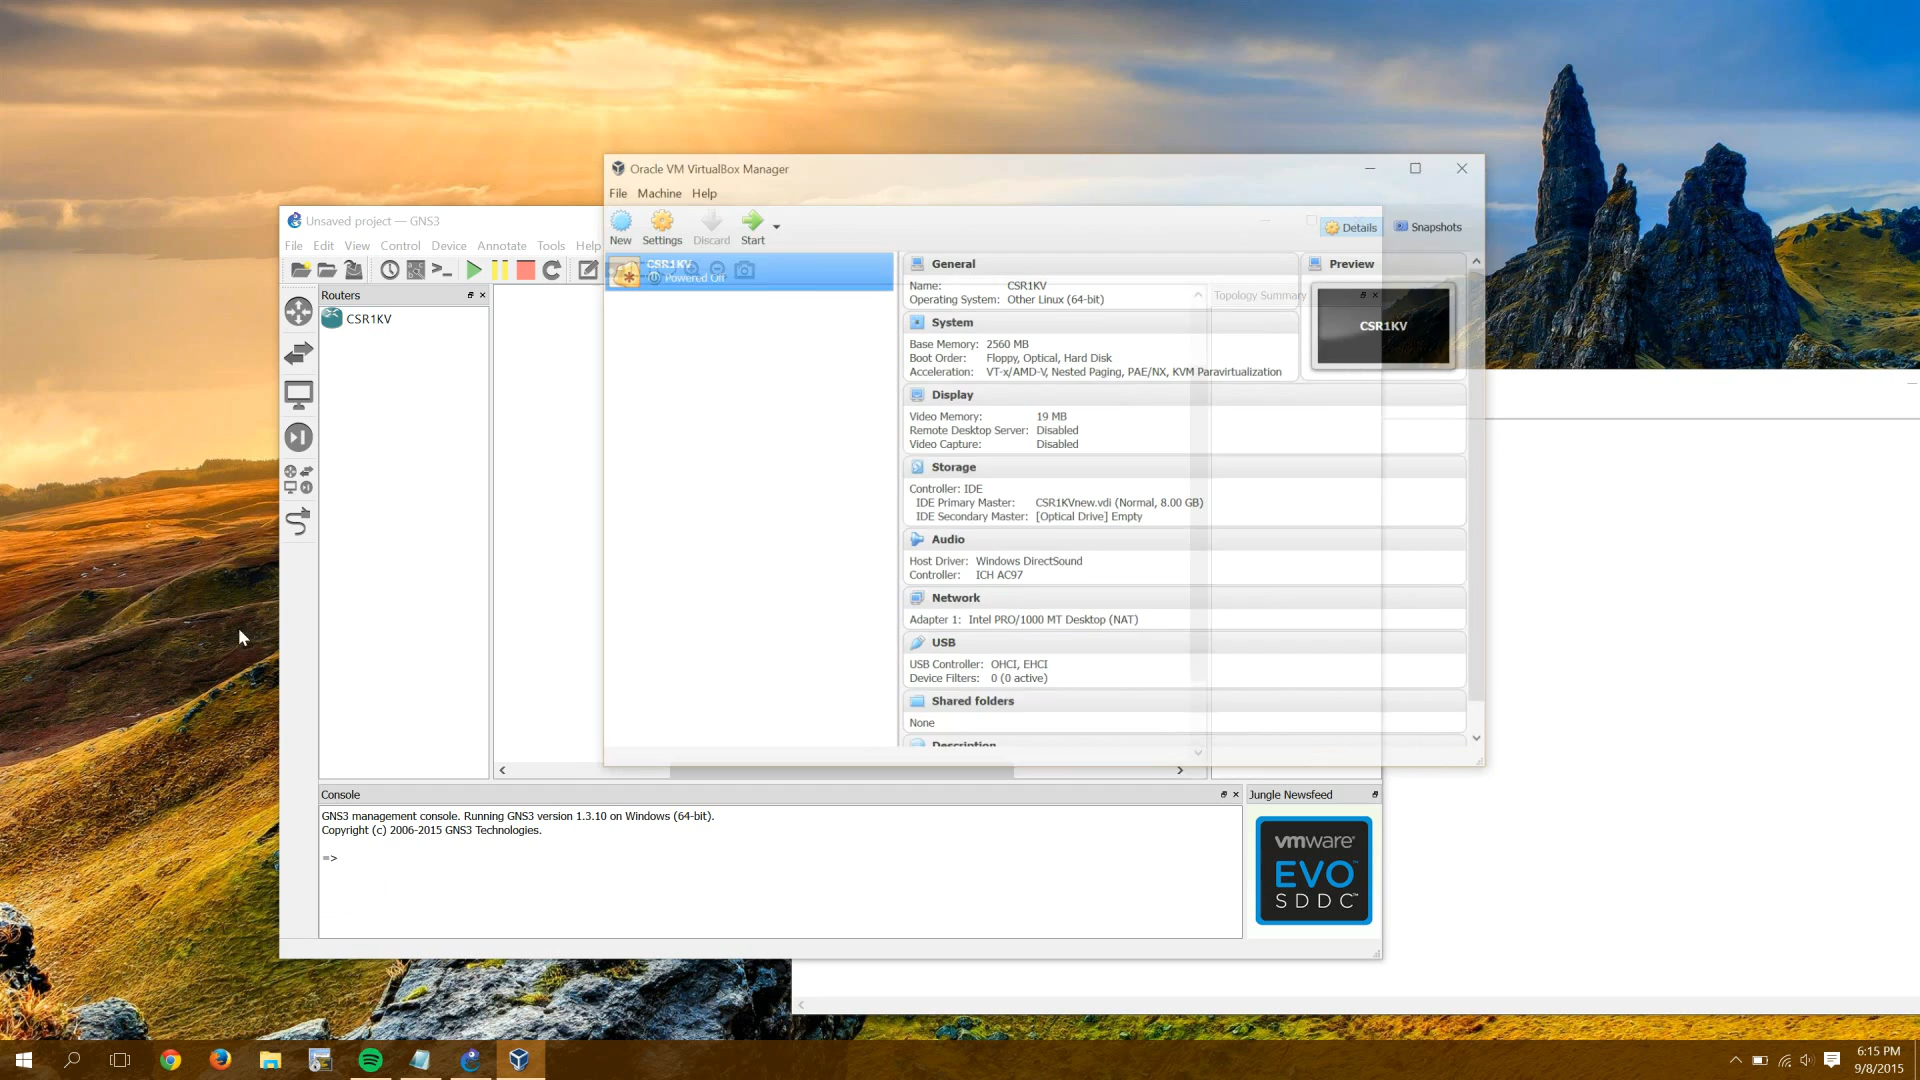 Oracle VM VirtualBox Manager
File Machine Help
New Settings Discard Start
Details Snapshots
CSR1KV
Powered Off
General
Name: CSR1KV
Operating System: Other Linux (64-bit)
System
Base Memory: 2560 MB
Boot Order: Floppy, Optical, Hard Disk
Acceleration: VT-x/AMD-V, Nested Paging, PAE/NX, KVM Paravirtualization
Display
Video Memory: 19 MB
Remote Desktop Server: Disabled
Video Capture: Disabled
Storage
Controller: IDE
IDE Primary Master: CSR1KVnew.vdi (Normal, 8.00 GB)
IDE Secondary Master: [Optical Drive] Empty
Audio
Host Driver: Windows DirectSound
Controller: ICH AC97
Network
Adapter 1: Intel PRO/1000 MT Desktop (NAT)
USB
USB Controller: OHCI, EHCI
Device Filters: 0 (0 active)
Shared folders
None
Description
Preview
CSR1KV
Unsaved project — GNS3
File Edit View Control Device Annotate Tools Help
Routers
CSR1KV
Topology Summary
Console
GNS3 management console. Running GNS3 version 1.3.10 on Windows (64-bit).
Copyright (c) 2006-2015 GNS3 Technologies.
=>
Jungle Newsfeed
vmware®
EVO™
SDDC™
6:15 PM
9/8/2015